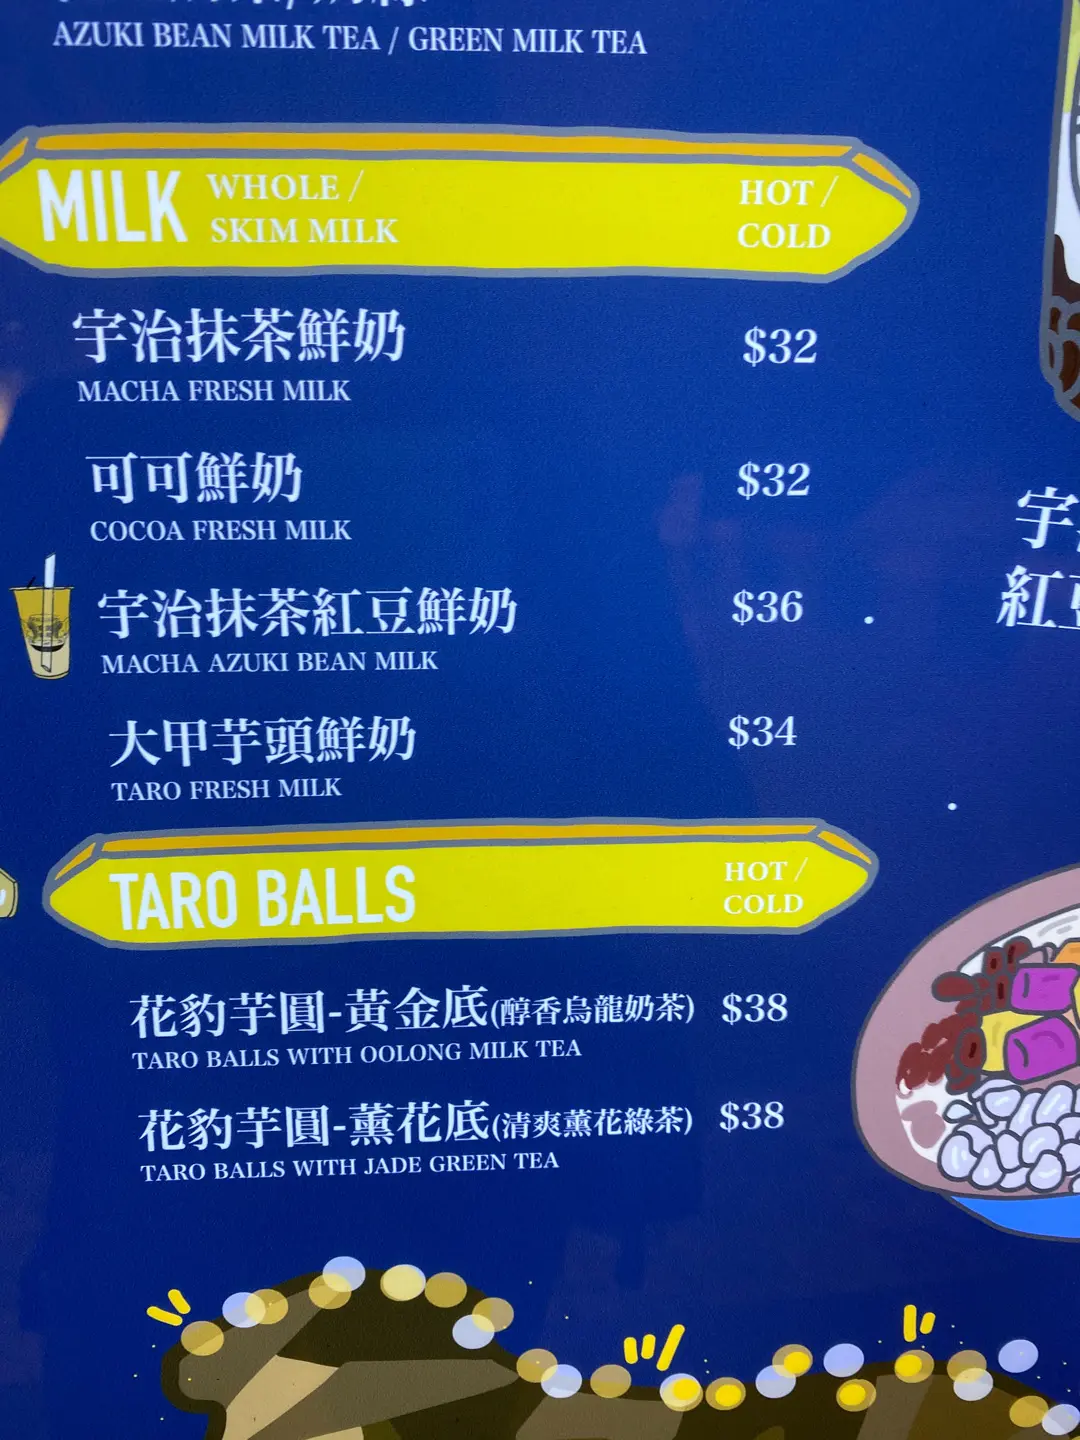 AZUKI BEAN MILK TEA / GREEN MILK TEA
MILK WHOLE / SKIM MILK HOT / COLD
宇治抹茶鮮奶 $32
MACHA FRESH MILK
可可鮮奶 $32
COCOA FRESH MILK
宇治抹茶紅豆鮮奶 $36
MACHA AZUKI BEAN MILK
大甲芋頭鮮奶 $34
TARO FRESH MILK
TARO BALLS HOT / COLD
花豹芋圓-黃金底(醇香烏龍奶茶) $38
TARO BALLS WITH OOLONG MILK TEA
花豹芋圓-薰花底(清爽薰花綠茶) $38
TARO BALLS WITH JADE GREEN TEA
宇
紅